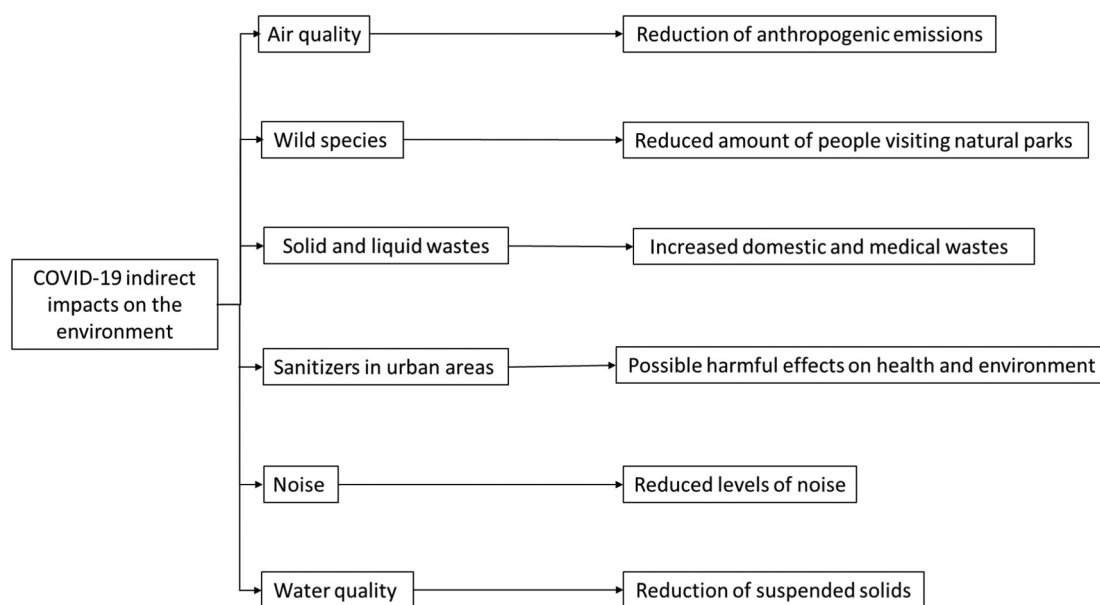 Air quality
Reduction of anthropogenic emissions
Wild species
Reduced amount of people visiting natural parks
Solid and liquid wastes
Increased domestic and medical wastes
COVID-19 indirect
impacts on the
environment
Sanitizers in urban areas
Possible harmful effects on health and environment
Noise
Reduced levels of noise
Water quality
Reduction of suspended solids